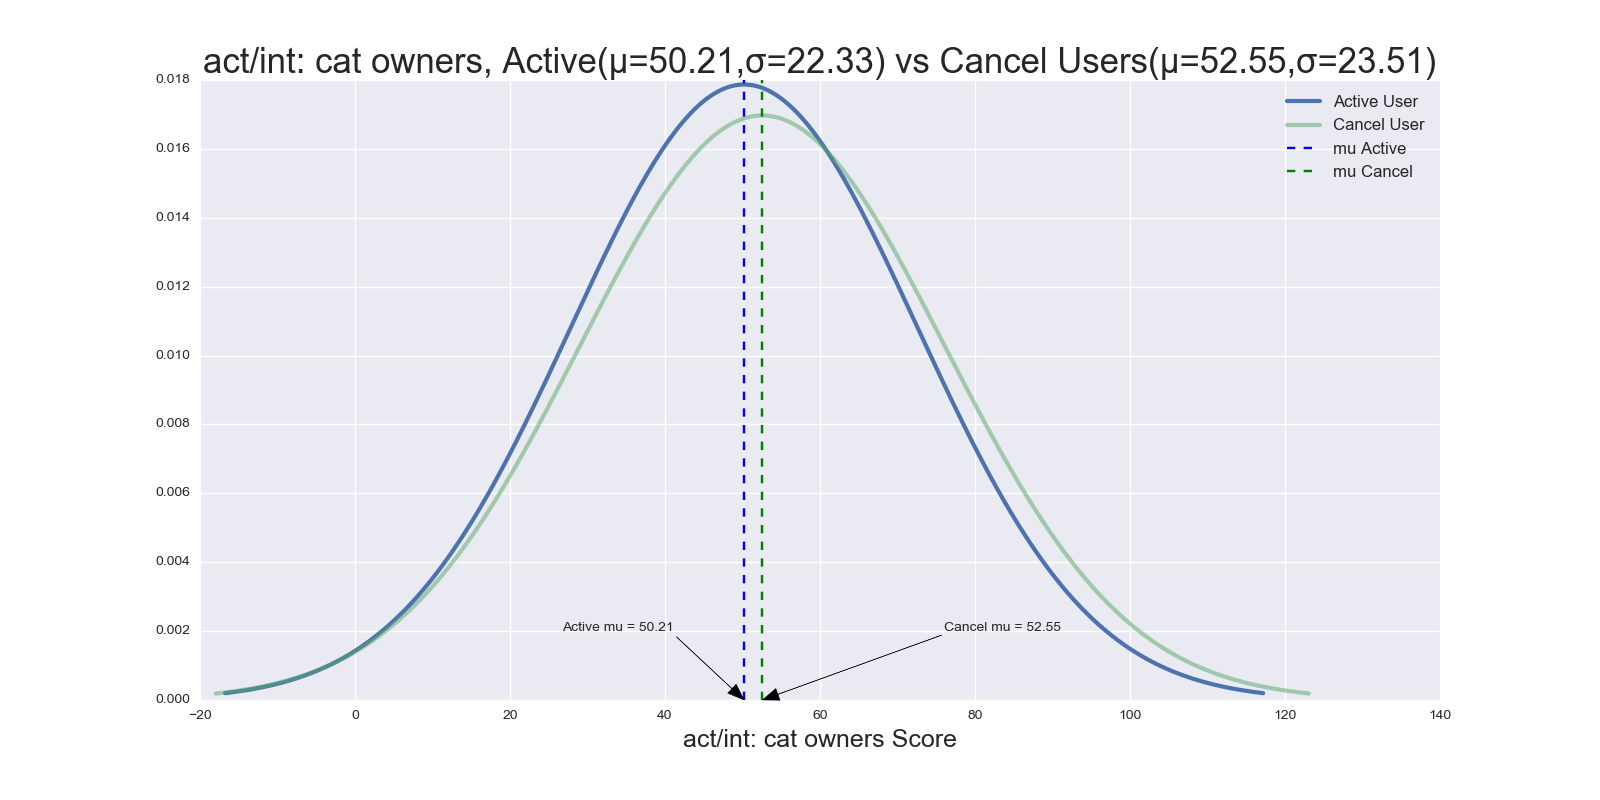 act/int: cat owners, Active(μ=50.21,σ=22.33) vs Cancel Users(μ=52.55,σ=23.51)
0.018
0.016
0.014
0.012
0.010
0.008
0.006
0.004
0.002
0.000
Active User
Cancel User
mu Active
mu Cancel
Active mu = 50.21
Cancel mu = 52.55
−20 0 20 40 60 80 100 120 140
act/int: cat owners Score